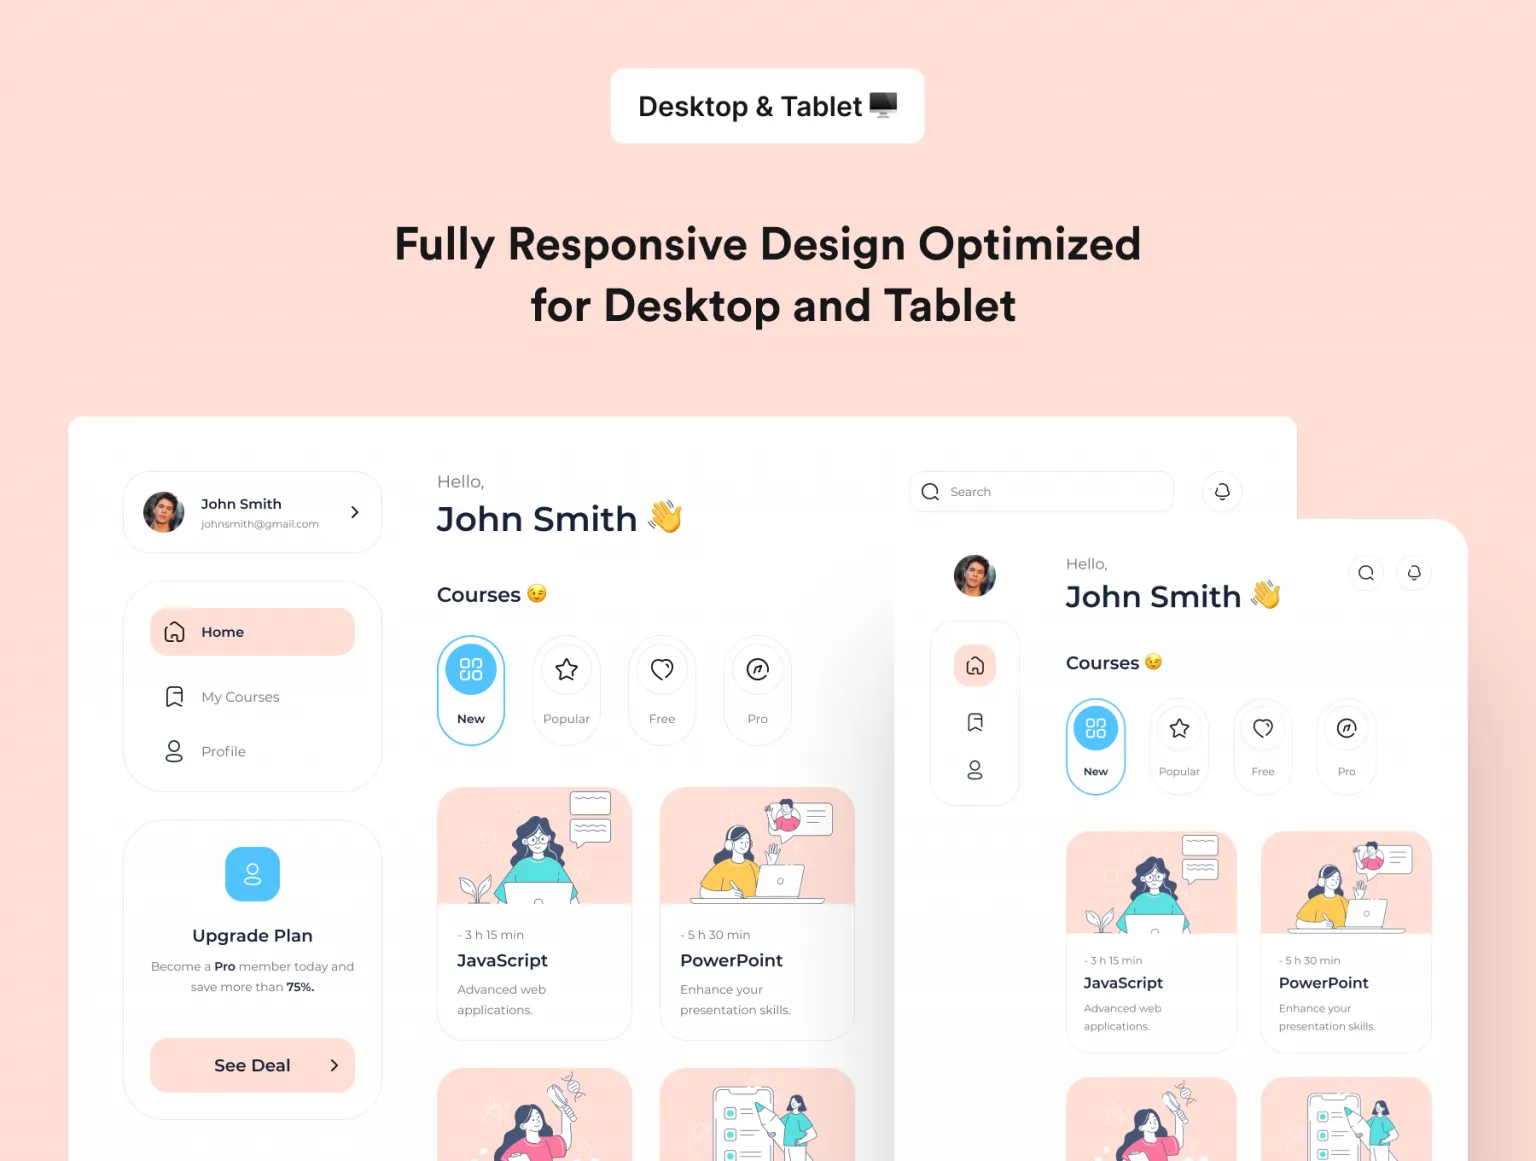 Desktop & Tablet
Fully Responsive Design Optimized
for Desktop and Tablet
John Smith
johnsmith@gmail.com
Home
My Courses
Profile
Upgrade Plan
Become a Pro member today and
save more than 75%.
See Deal
Hello,
John Smith
Courses
New
Popular
Free
Pro
- 3 h 15 min
JavaScript
Advanced web
applications.
- 5 h 30 min
PowerPoint
Enhance your
presentation skills.
Search
Hello,
John Smith
Courses
New
Popular
Free
Pro
- 3 h 15 min
JavaScript
Advanced web
applications.
- 5 h 30 min
PowerPoint
Enhance your
presentation skills.